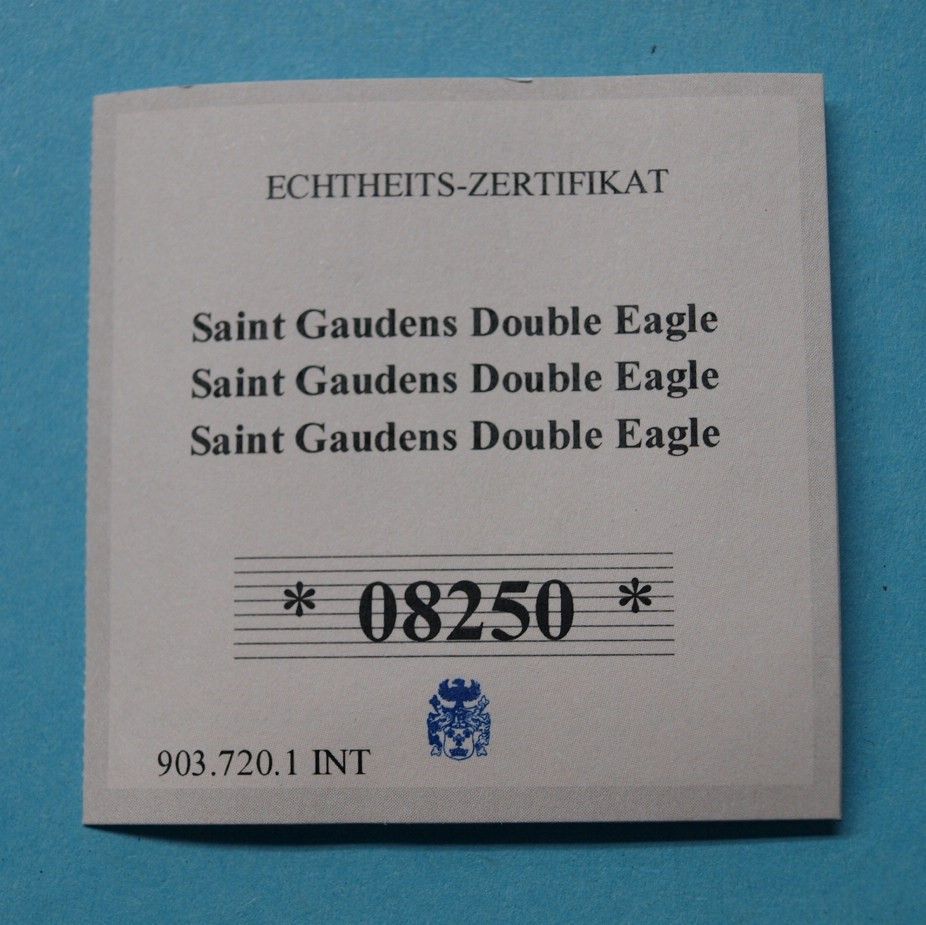 ECHTHEITS-ZERTIFIKAT
Saint Gaudens Double Eagle
Saint Gaudens Double Eagle
Saint Gaudens Double Eagle
* 08250 *
903.720.1 INT